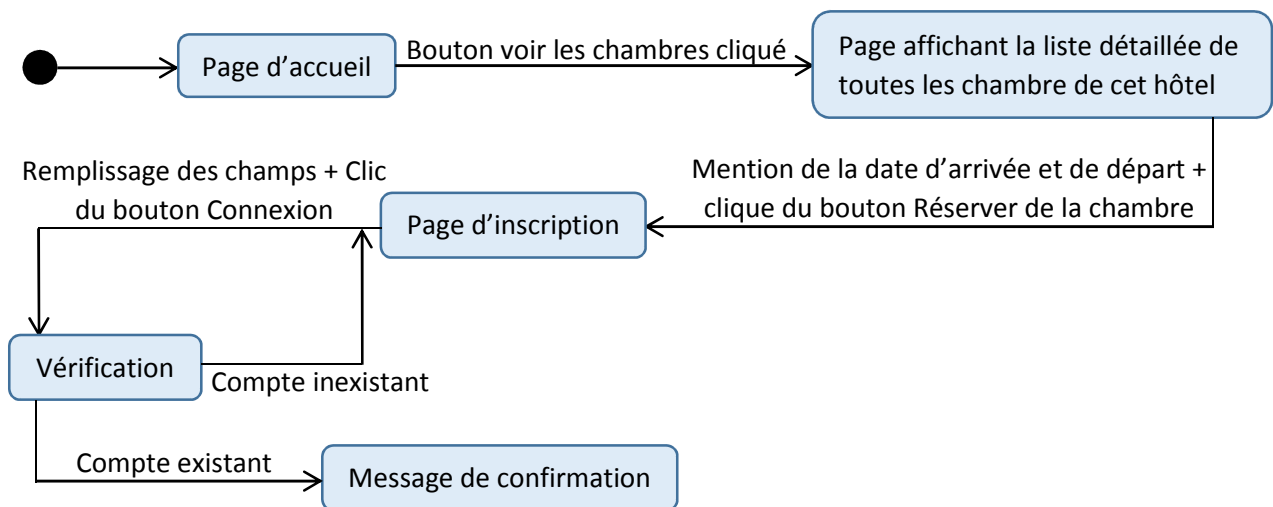 Page d'accueil
Bouton voir les chambres cliqué
Page affichant la liste détaillée de
toutes les chambre de cet hôtel
Mention de la date d'arrivée et de départ +
clique du bouton Réserver de la chambre
Remplissage des champs + Clic
du bouton Connexion
Page d'inscription
Vérification
Compte inexistant
Compte existant
Message de confirmation